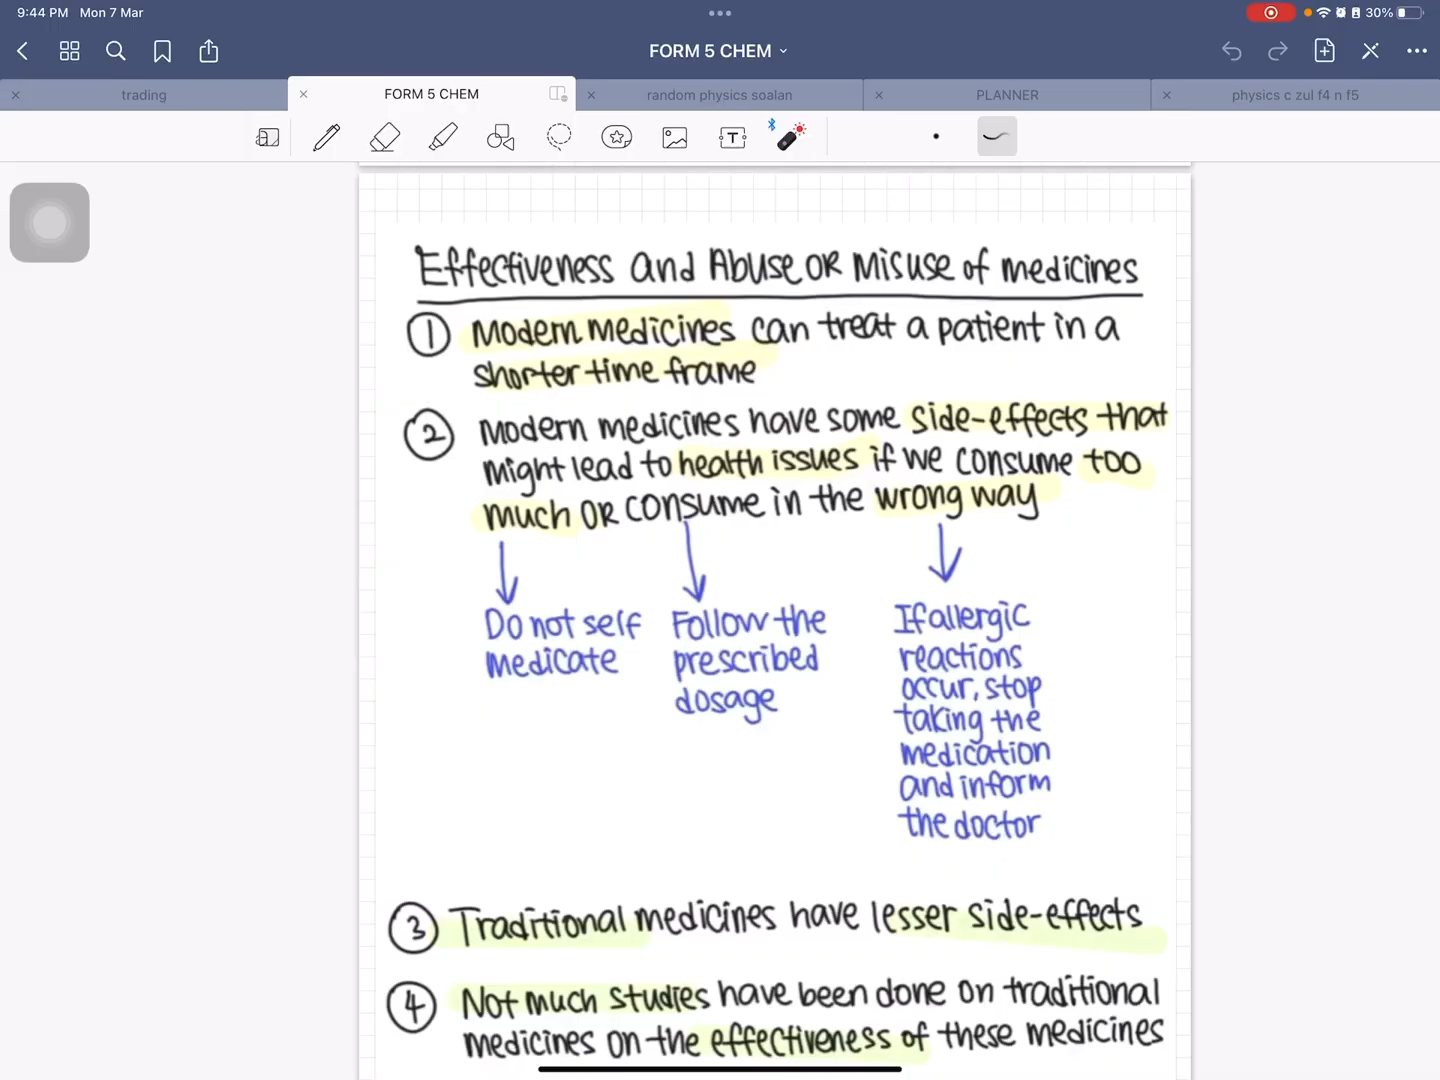 9:44 PM Mon 7 Mar
30%
FORM 5 CHEM
trading
FORM 5 CHEM
random physics soalan
PLANNER
physics c zul f4 n f5
Effectiveness and Abuse OR Misuse of medicines
1 Modern medicines can treat a patient in a
shorter time frame
2 Modern medicines have some side-effects that
might lead to health issues if we consume too
much OR consume in the wrong way
Do not self
medicate
Follow the
prescribed
dosage
If allergic
reactions
occur, stop
taking the
medication
and inform
the doctor
3 Traditional medicines have lesser side-effects
4 Not much studies have been done on traditional
medicines on the effectiveness of these medicines